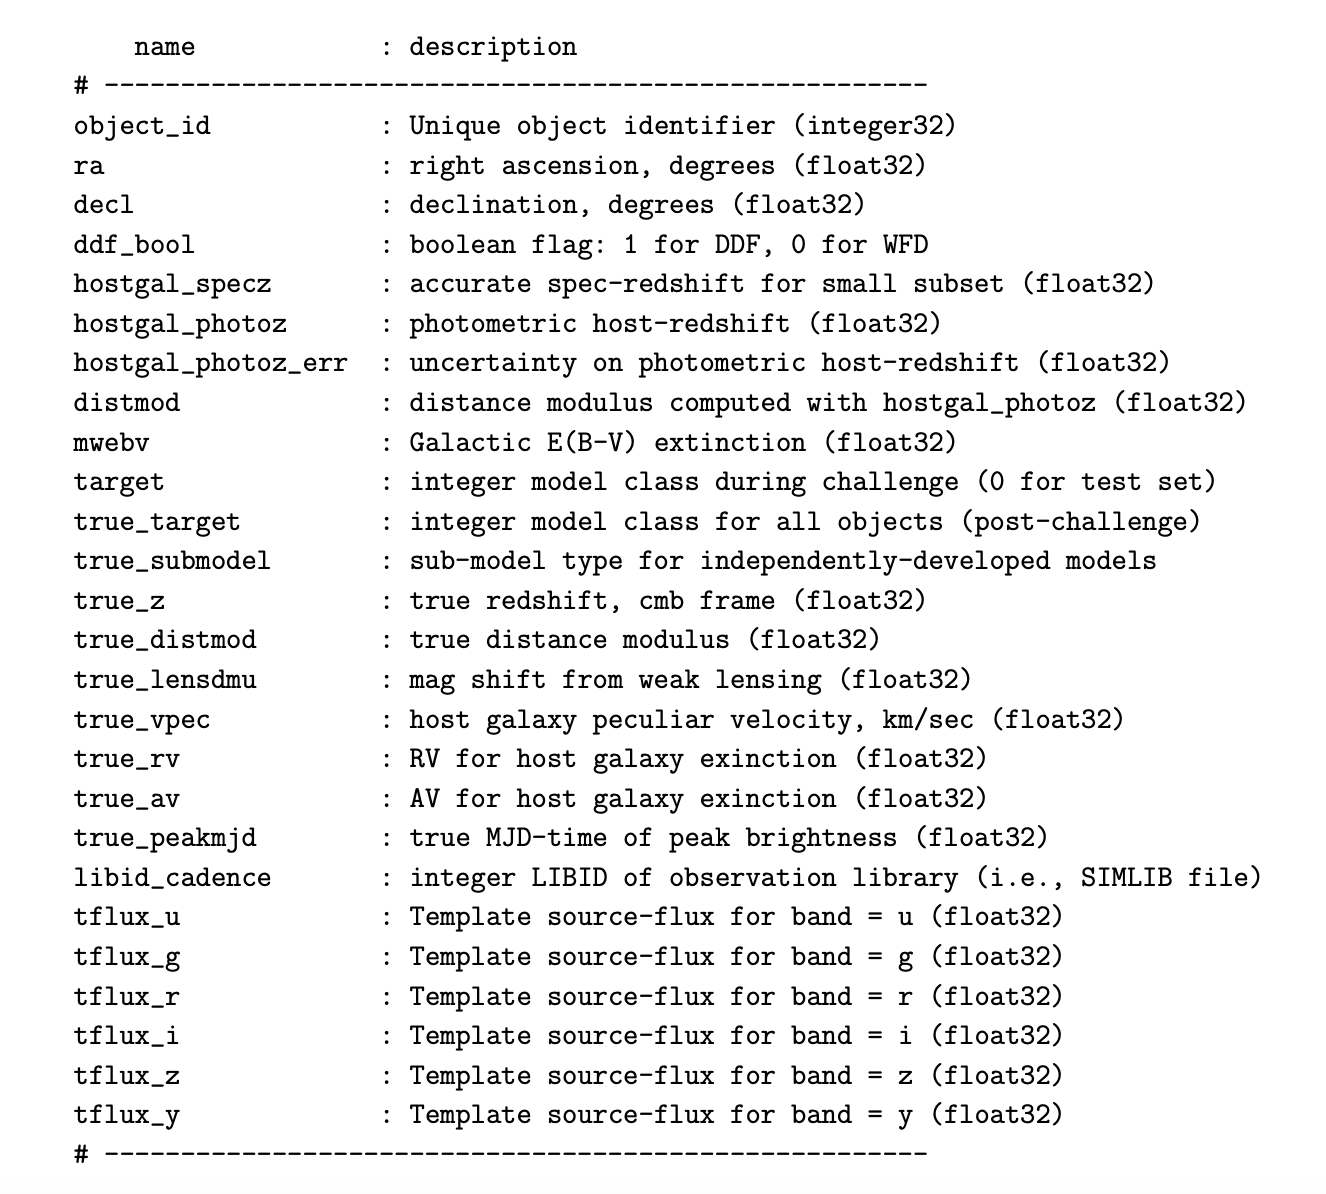 name : description
# ------------------------------------------------------
object_id : Unique object identifier (integer32)
ra : right ascension, degrees (float32)
decl : declination, degrees (float32)
ddf_bool : boolean flag: 1 for DDF, 0 for WFD
hostgal_specz : accurate spec-redshift for small subset (float32)
hostgal_photoz : photometric host-redshift (float32)
hostgal_photoz_err : uncertainty on photometric host-redshift (float32)
distmod : distance modulus computed with hostgal_photoz (float32)
mwebv : Galactic E(B-V) extinction (float32)
target : integer model class during challenge (0 for test set)
true_target : integer model class for all objects (post-challenge)
true_submodel : sub-model type for independently-developed models
true_z : true redshift, cmb frame (float32)
true_distmod : true distance modulus (float32)
true_lensdmu : mag shift from weak lensing (float32)
true_vpec : host galaxy peculiar velocity, km/sec (float32)
true_rv : RV for host galaxy exinction (float32)
true_av : AV for host galaxy exinction (float32)
true_peakmjd : true MJD-time of peak brightness (float32)
libid_cadence : integer LIBID of observation library (i.e., SIMLIB file)
tflux_u : Template source-flux for band = u (float32)
tflux_g : Template source-flux for band = g (float32)
tflux_r : Template source-flux for band = r (float32)
tflux_i : Template source-flux for band = i (float32)
tflux_z : Template source-flux for band = z (float32)
tflux_y : Template source-flux for band = y (float32)
# ------------------------------------------------------